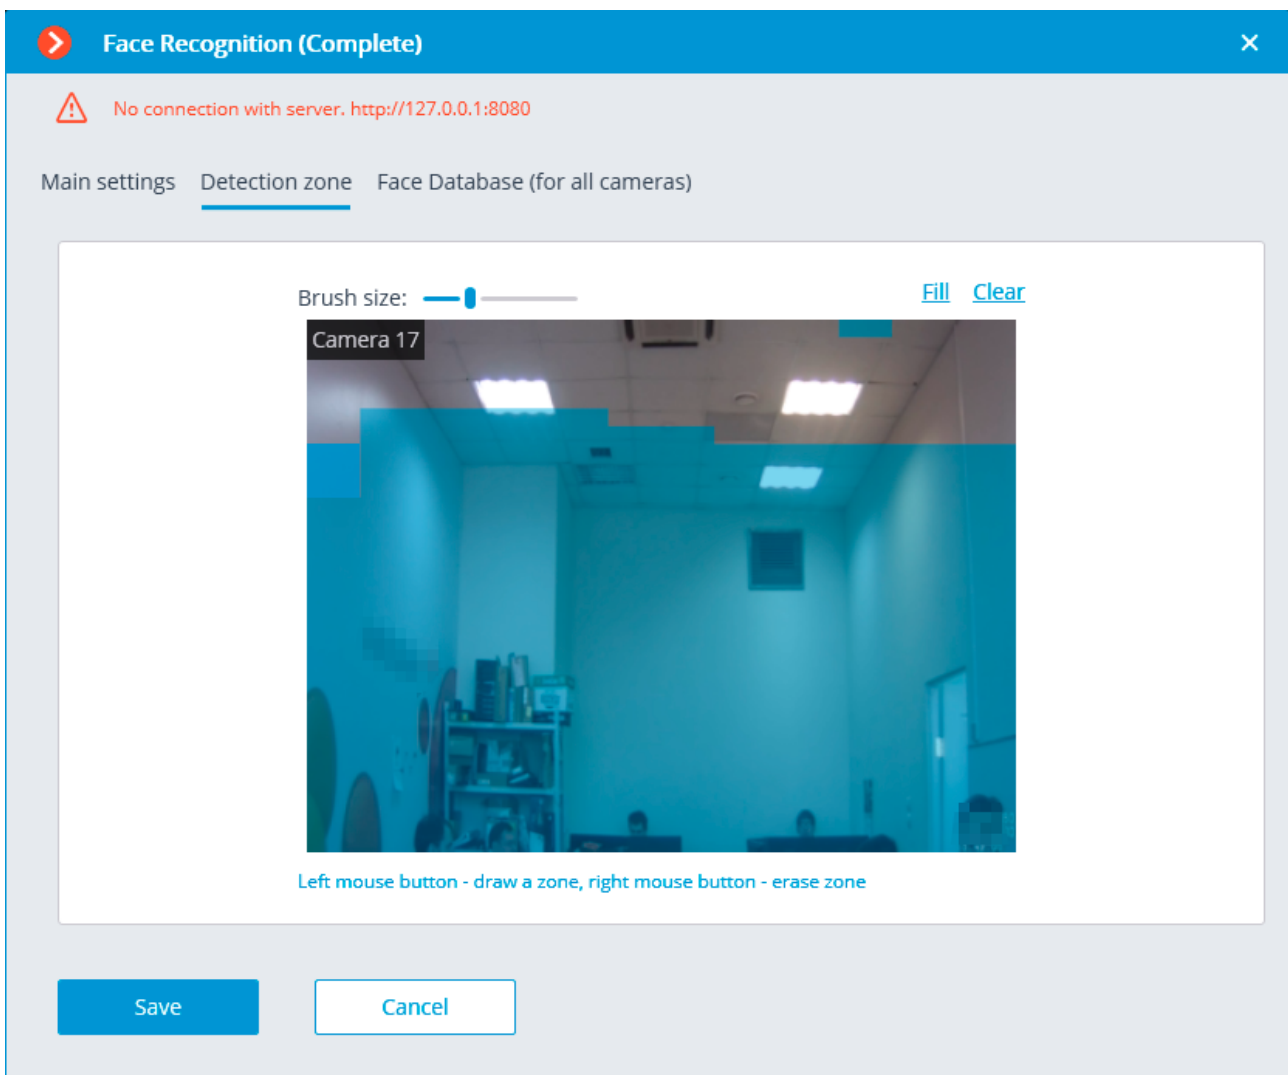 Face Recognition (Complete)
No connection with server. http://127.0.0.1:8080
Main settings Detection zone Face Database (for all cameras)
Brush size: Fill Clear
Camera 17
Left mouse button - draw a zone, right mouse button - erase zone
Save Cancel